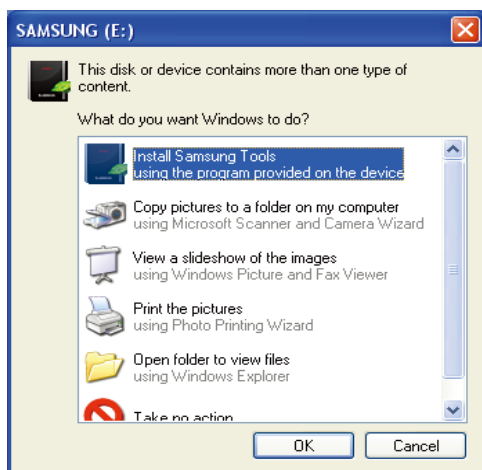 SAMSUNG (E:)
This disk or device contains more than one type of
content.
What do you want Windows to do?
Install Samsung Tools
using the program provided on the device
Copy pictures to a folder on my computer
using Microsoft Scanner and Camera Wizard
View a slideshow of the images
using Windows Picture and Fax Viewer
Print the pictures
using Photo Printing Wizard
Open folder to view files
using Windows Explorer
Take no action
OK
Cancel